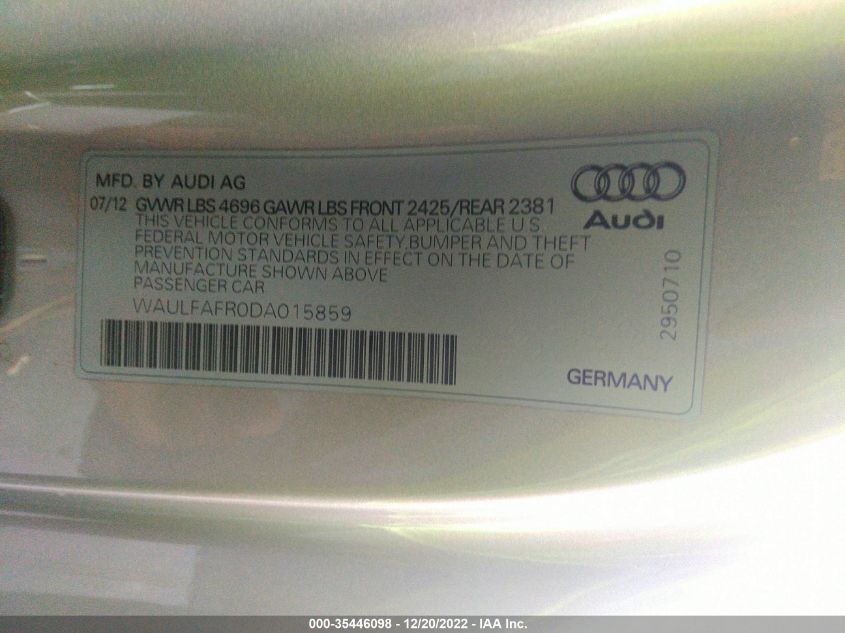 MFD. BY AUDI AG
07/12 GVWR LBS 4696 GAWR LBS FRONT 2425/REAR 2381
THIS VEHICLE CONFORMS TO ALL APPLICABLE U S
FEDERAL MOTOR VEHICLE SAFETY,BUMPER AND THEFT
PREVENTION STANDARDS IN EFFECT ON THE DATE OF
MANUFACTURE SHOWN ABOVE
PASSENGER CAR
WAULFAFR0DA015859
Audi
2950710
GERMANY
000-35446098 - 12/20/2022 - IAA Inc.